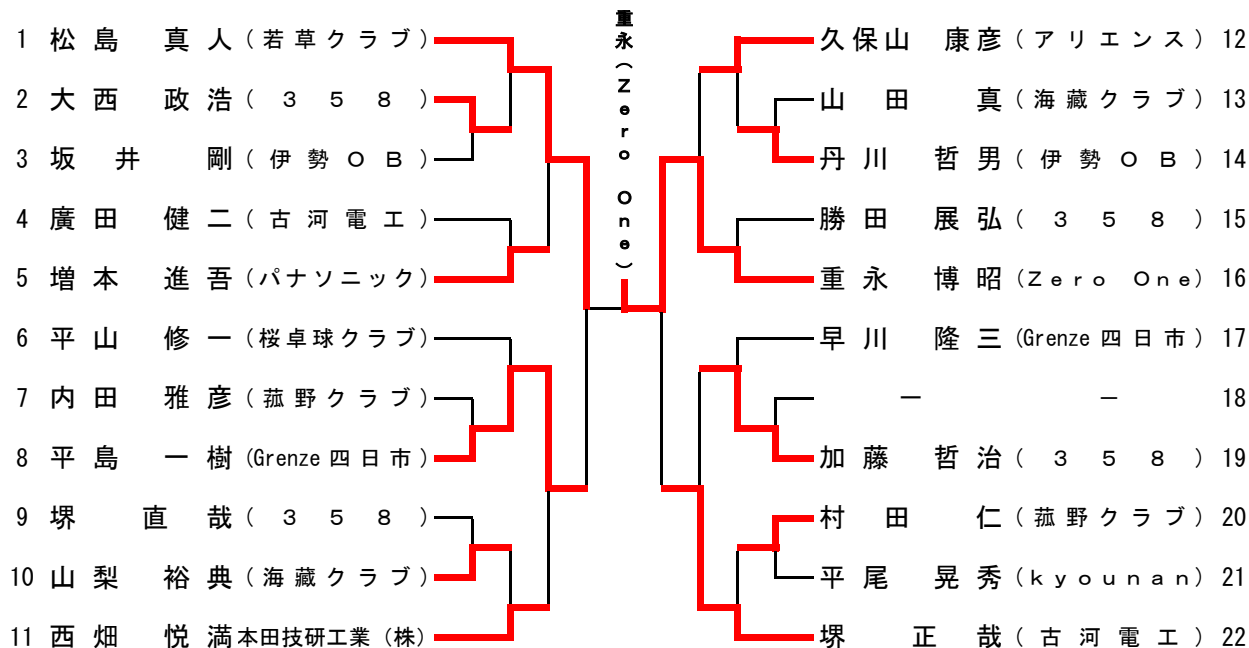 1 松島 真人 (若草クラブ)
2 大西 政浩 (358)
3 坂井 剛 (伊勢OB)
4 廣田 健二 (古河電工)
5 増本 進吾 (パナソニック)
6 平山 修一 (桜卓球クラブ)
7 内田 雅彦 (菰野クラブ)
8 平島 一樹 (Grenze四日市)
9 堺 直哉 (358)
10 山梨 裕典 (海藏クラブ)
11 西畑 悦満 本田技研工業(株)
重永(Zero One)
久保山 康彦 (アリエンス) 12
山田 真 (海藏クラブ) 13
丹川 哲男 (伊勢OB) 14
勝田 展弘 (358) 15
重永 博昭 (Zero One) 16
早川 隆三 (Grenze四日市) 17
― ― 18
加藤 哲治 (358) 19
村田 仁 (菰野クラブ) 20
平尾 晃秀 (kyounan) 21
堺 正哉 (古河電工) 22